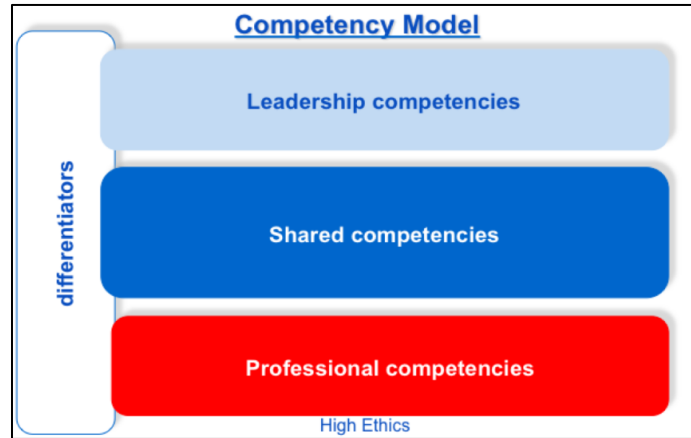 Competency Model
differentiators
Leadership competencies
Shared competencies
Professional competencies
High Ethics